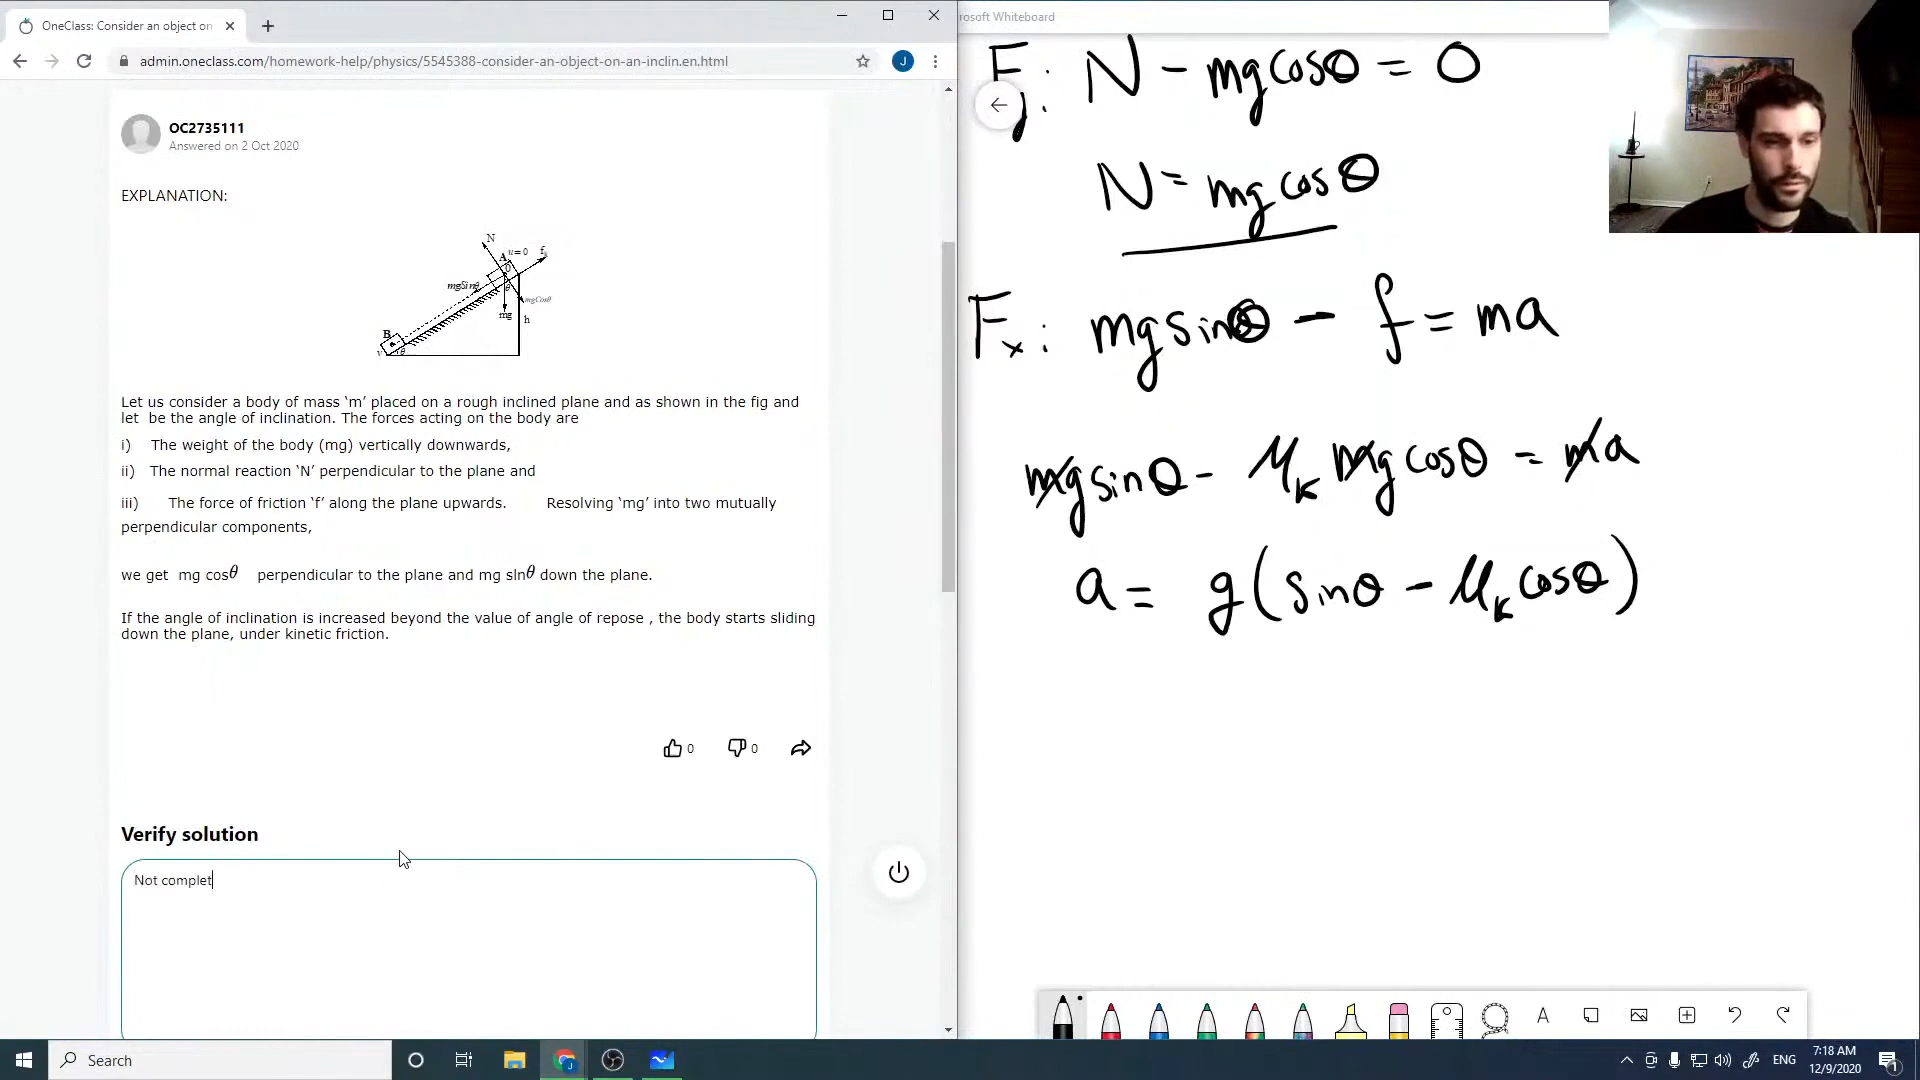 OneClass: Consider an object on
rosoft Whiteboard
admin.oneclass.com/homework-help/physics/5545388-consider-an-object-on-an-inclin.en.html
J
OC2735111
Answered on 2 Oct 2020
EXPLANATION:
N
A
u = 0
mgSinθ
θ
mgCosθ
mg
h
B
v
θ
Let us consider a body of mass ‘m’ placed on a rough inclined plane and as shown in the fig and
let be the angle of inclination. The forces acting on the body are
i) The weight of the body (mg) vertically downwards,
ii) The normal reaction ‘N’ perpendicular to the plane and
iii) The force of friction ‘f’ along the plane upwards. Resolving ‘mg’ into two mutually
perpendicular components,
we get mg cosθ perpendicular to the plane and mg slnθ down the plane.
If the angle of inclination is increased beyond the value of angle of repose , the body starts sliding
down the plane, under kinetic friction.
0
0
Verify solution
Not complet
N - mg cosθ = 0
N = mg cosθ
Fx: mg sinθ - f = ma
mg sinθ - μk mg cosθ = ma
a = g(sinθ - μk cosθ)
A
Search
J
ENG
7:18 AM
12/9/2020
1